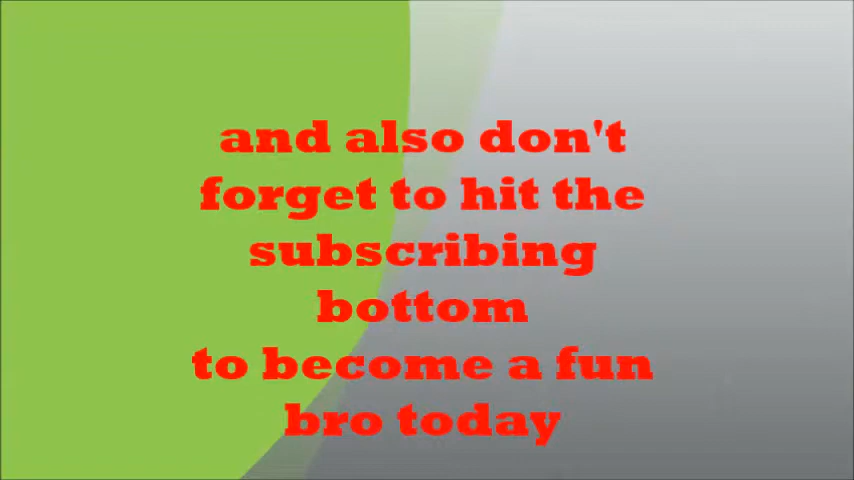 and also don't
forget to hit the
subscribing
bottom
to become a fun
bro today